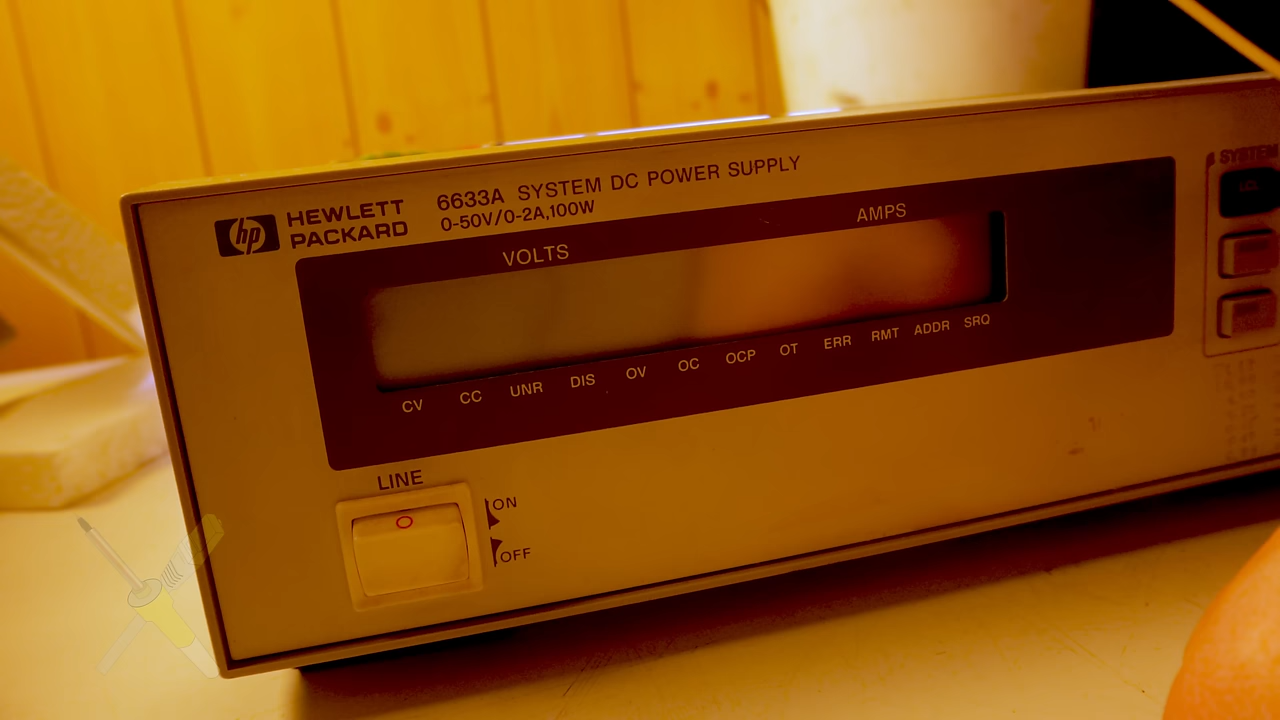 hp HEWLETT PACKARD
6633A SYSTEM DC POWER SUPPLY
0-50V/0-2A,100W
VOLTS
AMPS
CV CC UNR DIS OV OC OCP OT ERR RMT ADDR SRQ
SYSTEM
LCL
LINE
ON
OFF